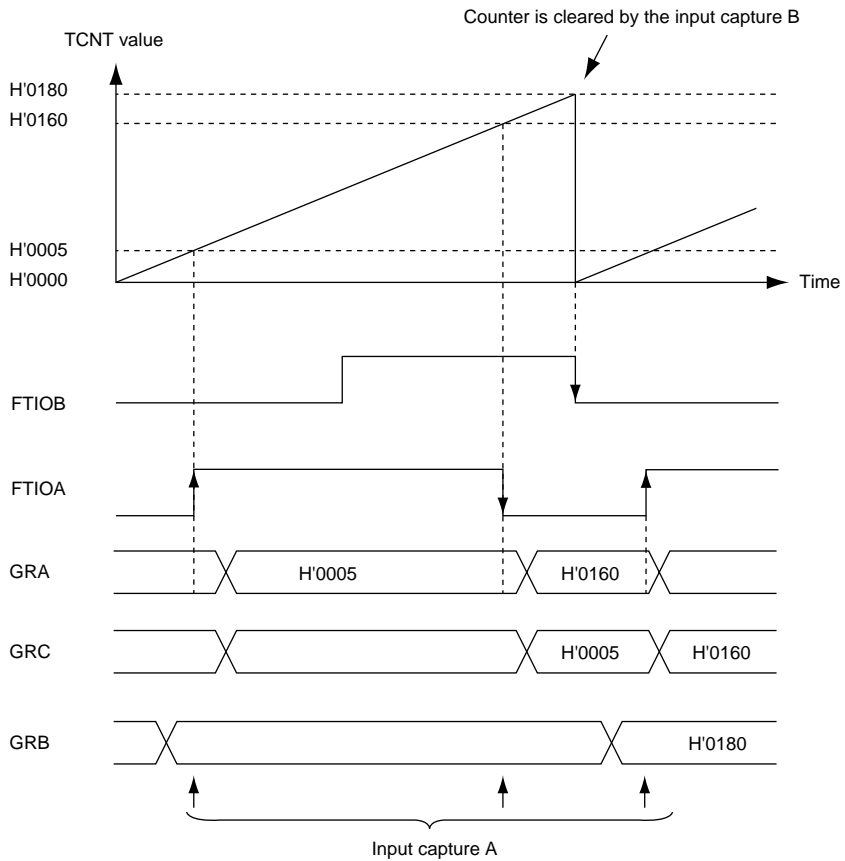 Counter is cleared by the input capture B
TCNT value
H'0180
H'0160
H'0005
H'0000
Time
FTIOB
FTIOA
GRA
H'0005
H'0160
GRC
H'0005
H'0160
GRB
H'0180
Input capture A